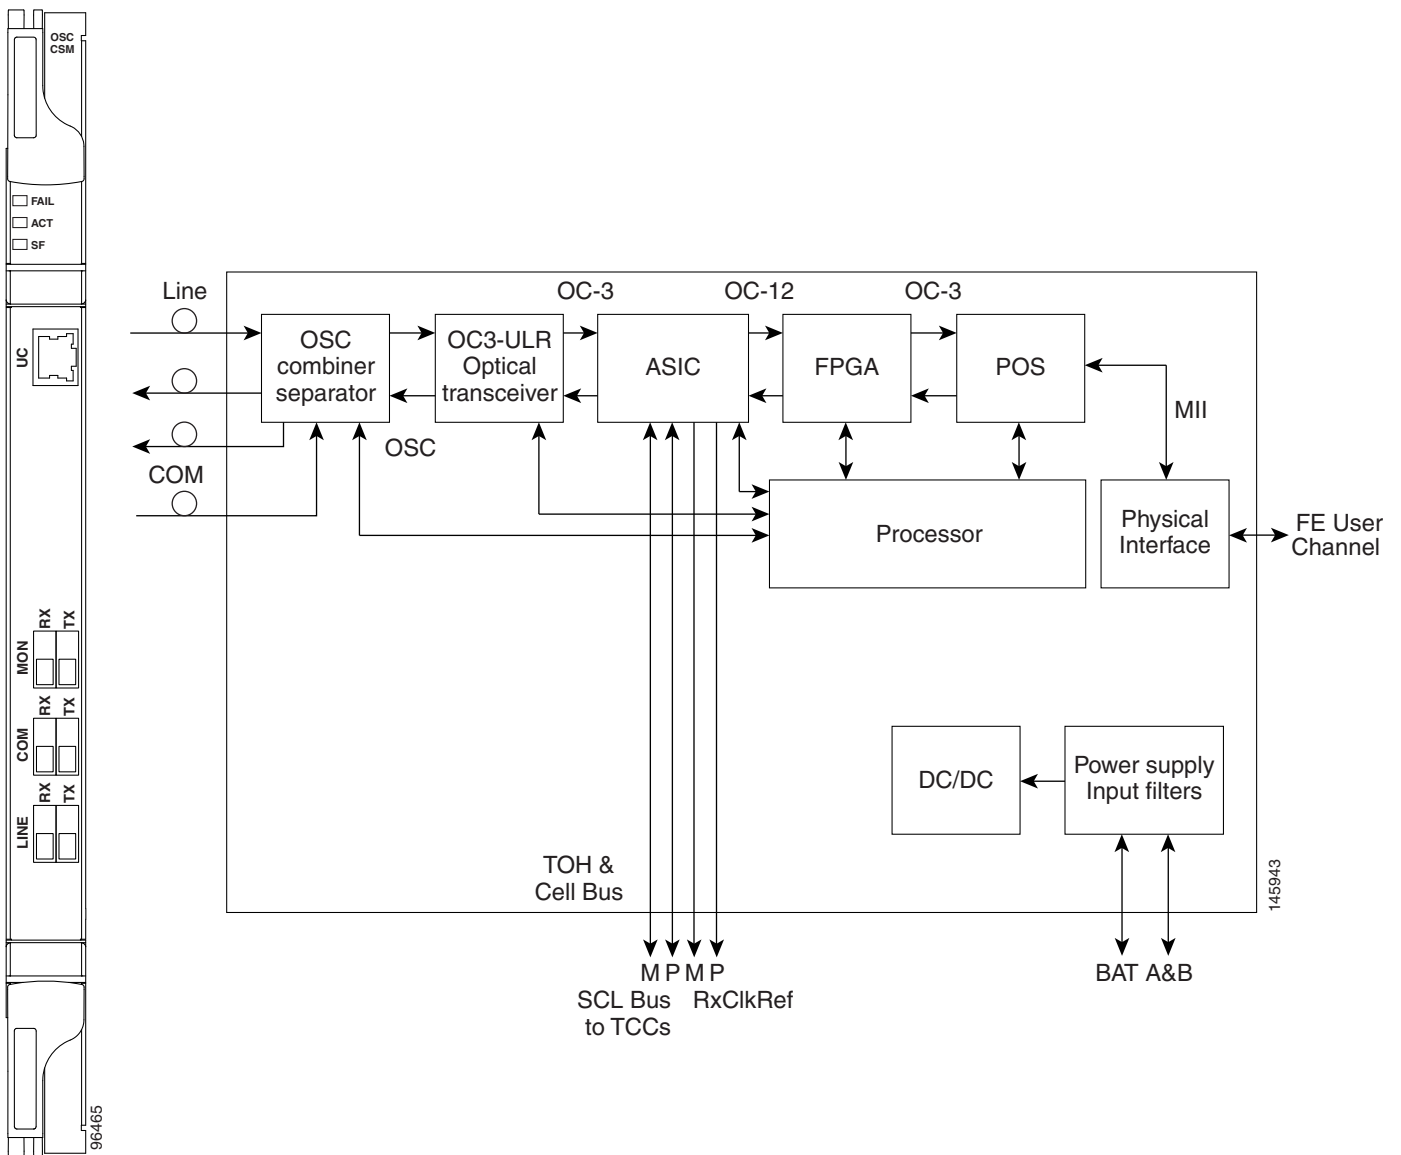 OSC
CSM
FAIL
ACT
SF
UC
RX
TX
MON
RX
TX
COM
RX
TX
LINE
96465
Line
COM
OC-3
OC-12
OC-3
OSC
combiner
separator
OC3-ULR
Optical
transceiver
ASIC
FPGA
POS
OSC
MII
Processor
Physical
Interface
FE User
Channel
DC/DC
Power supply
Input filters
TOH &
Cell Bus
145943
M P M P
SCL Bus
to TCCs
RxClkRef
BAT A&B